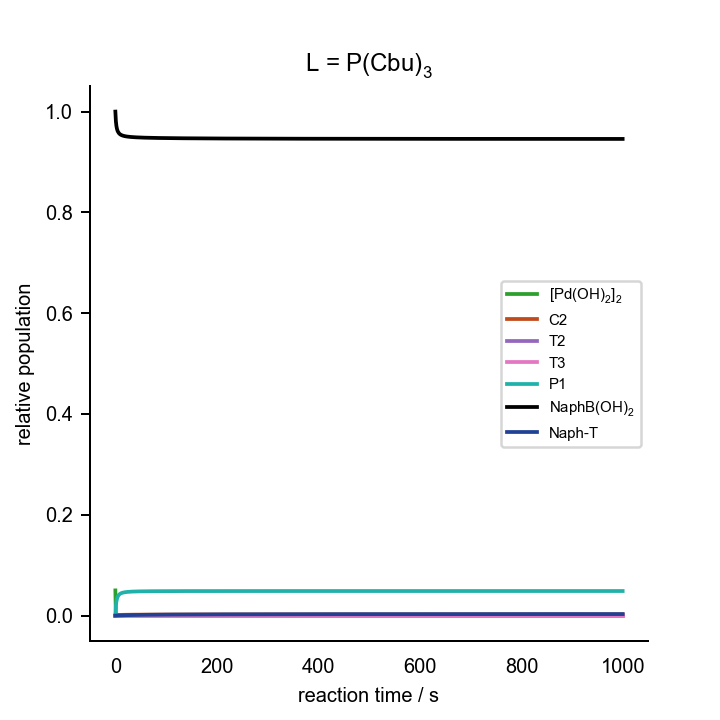 L = P(Cbu)₃
1.0
0.8
0.6
0.4
0.2
0.0
relative population
[Pd(OH)₂]₂
C2
T2
T3
P1
NaphB(OH)₂
Naph-T
0 200 400 600 800 1000
reaction time / s